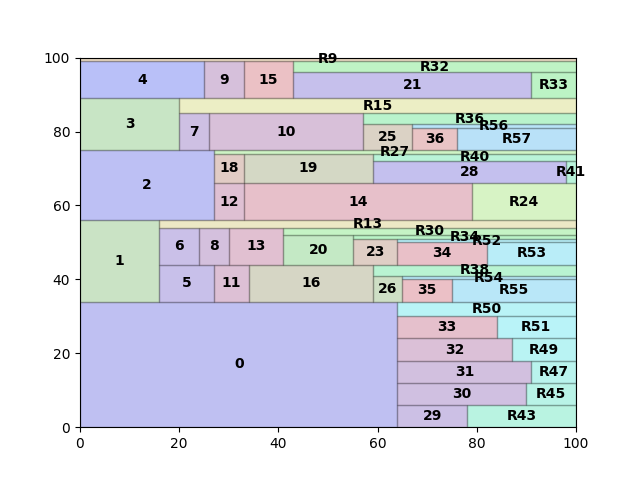 100 R9
R32
4 9 15 21 R33
R15
3 R36
80 7 10 25 R56
36 R57
R27 R40
18 19 28 R41
2
60 12 14 R24
R13
R30
R34 R52
6 8 13 20 23 34 R53
1
40 R38
R54
5 11 16 26 35 R55
R50
33 R51
20 32 R49
0 31 R47
30 R45
29 R43
0
0 20 40 60 80 100